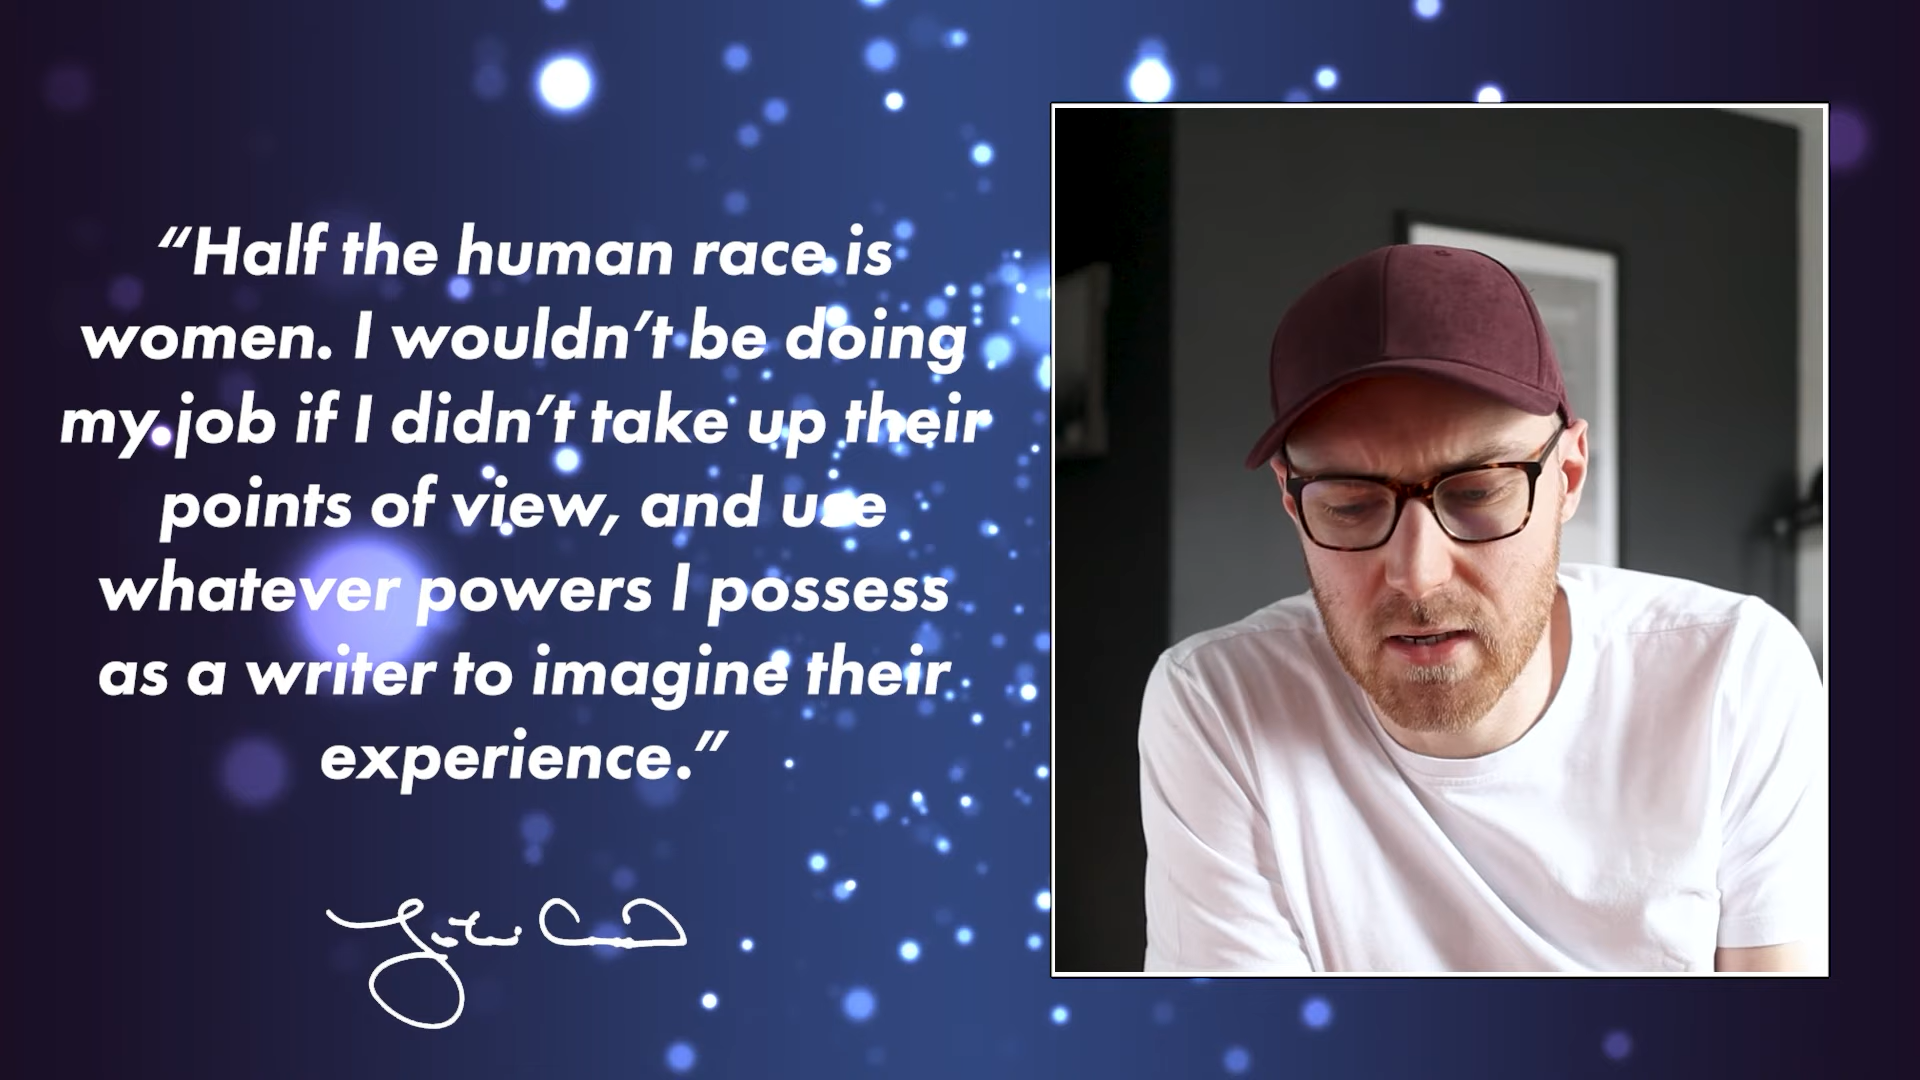 “Half the human race is
women. I wouldn’t be doing
my job if I didn’t take up their
points of view, and use
whatever powers I possess
as a writer to imagine their
experience.”